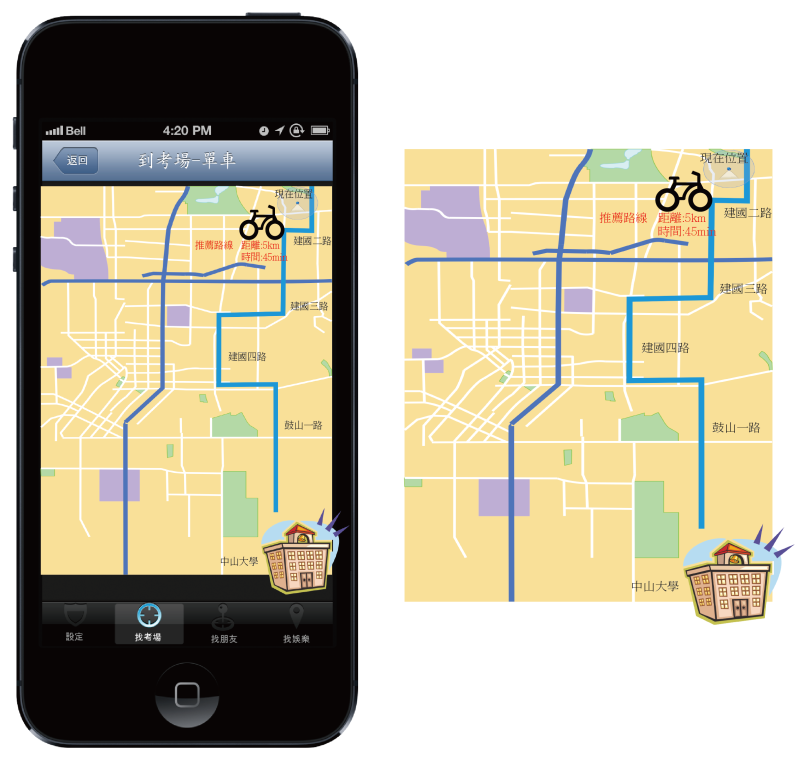 Bell 4:20 PM
返回 到考場-單車
現在位置
建國二路
推薦路線 距離:5km
時間:45min
建國三路
建國四路
鼓山一路
中山大學
設定 找考場 找朋友 找娛樂
現在位置
建國二路
推薦路線 距離:5km
時間:45min
建國三路
建國四路
鼓山一路
中山大學